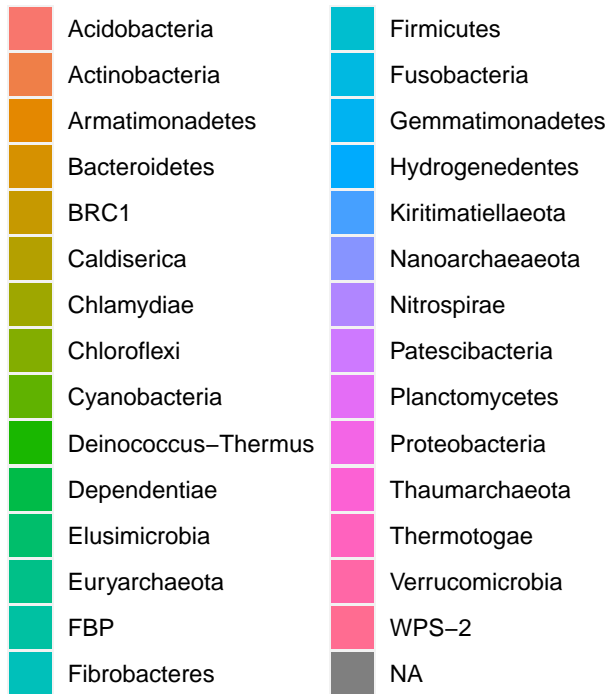 Acidobacteria
Actinobacteria
Armatimonadetes
Bacteroidetes
BRC1
Caldiserica
Chlamydiae
Chloroflexi
Cyanobacteria
Deinococcus−Thermus
Dependentiae
Elusimicrobia
Euryarchaeota
FBP
Fibrobacteres
Firmicutes
Fusobacteria
Gemmatimonadetes
Hydrogenedentes
Kiritimatiellaeota
Nanoarchaeaeota
Nitrospirae
Patescibacteria
Planctomycetes
Proteobacteria
Thaumarchaeota
Thermotogae
Verrucomicrobia
WPS−2
NA